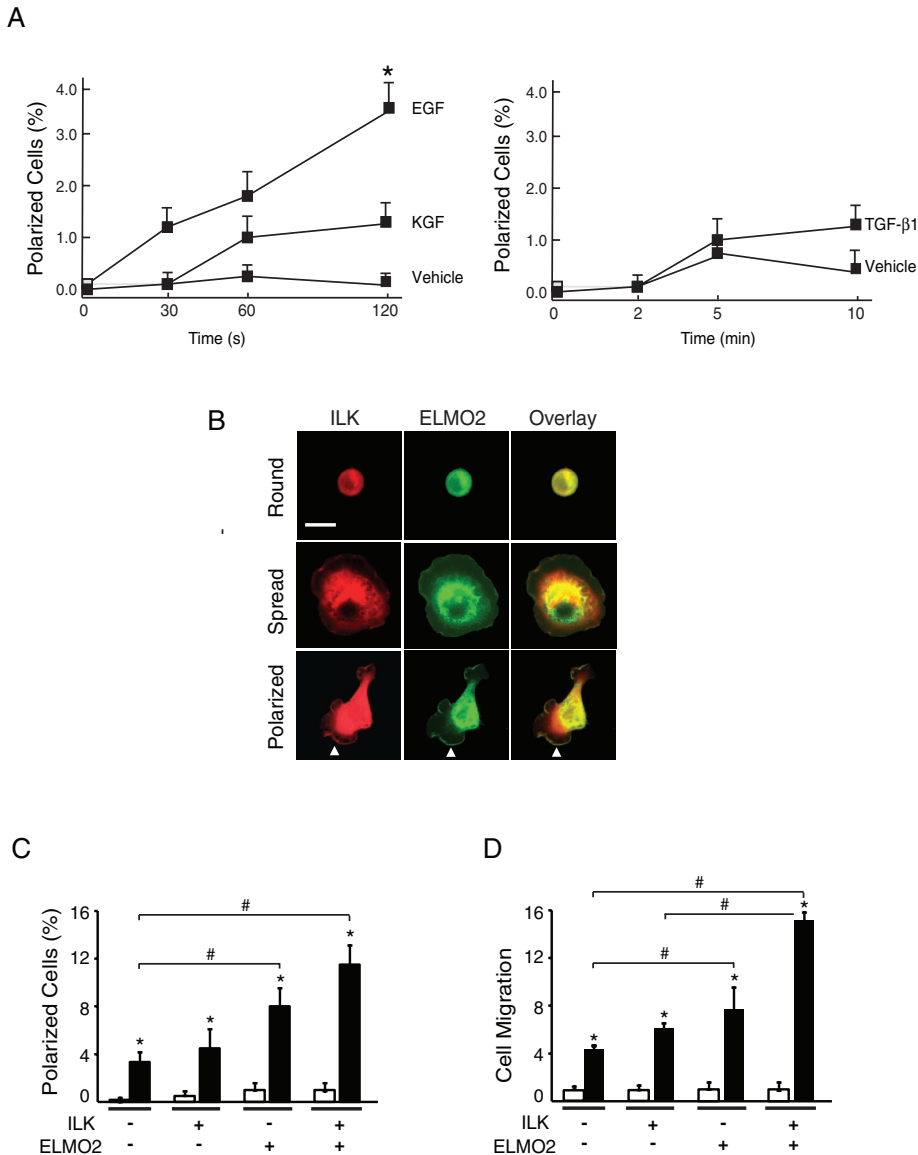 A
Polarized Cells (%)
4.0
3.0
2.0
1.0
0.0
*
EGF
KGF
Vehicle
0 30 60 120
Time (s)
Polarized Cells (%)
4.0
3.0
2.0
1.0
0.0
TGF-β1
Vehicle
0 2 5 10
Time (min)
B
ILK ELMO2 Overlay
Round
Spread
Polarized
C
Polarized Cells (%)
16
12
8
4
0
#
#
* * * *
ILK - + - +
ELMO2 - - + +
D
Cell Migration
16
12
8
4
0
#
#
#
* * * *
ILK - + - +
ELMO2 - - + +